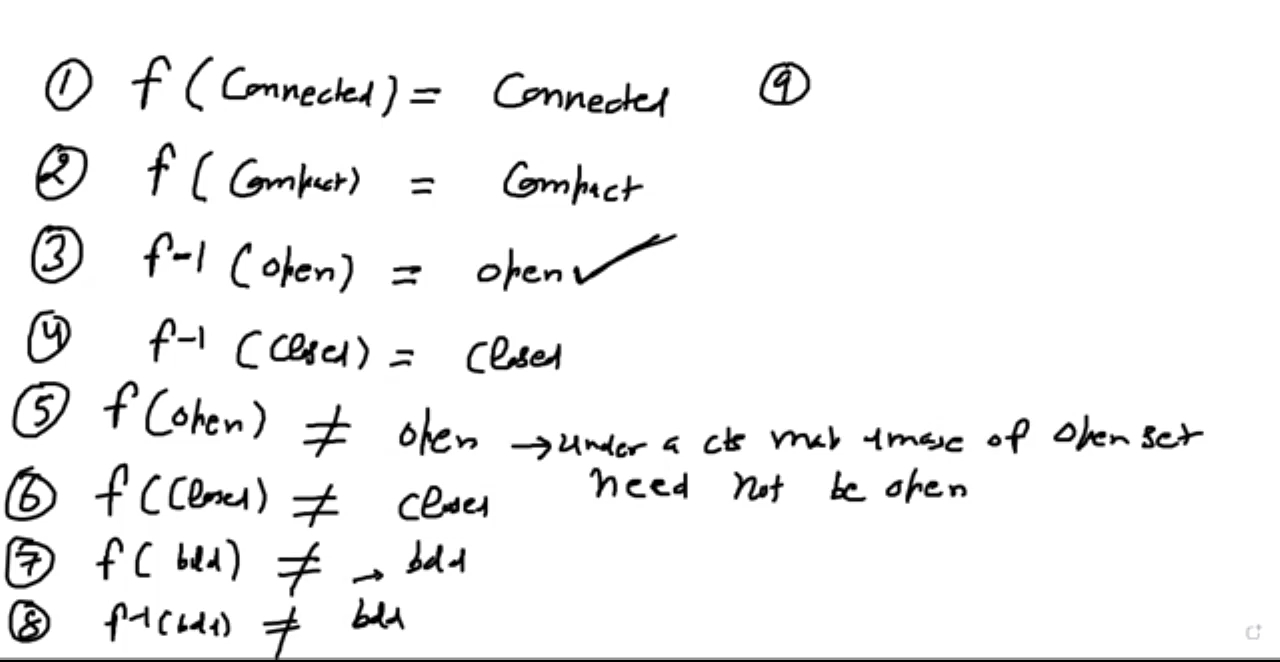 ① f (Connected) = Connected ⑨
② f (Compact) = Compact
③ f-1 (open) = open ✓
④ f-1 (closed) = closed
⑤ f (open) ≠ open → under a cts map image of open set
need not be open
⑥ f (closed) ≠ closed
⑦ f ( bdd) ≠ → bdd
⑧ f-1 (bdd) ≠ bdd